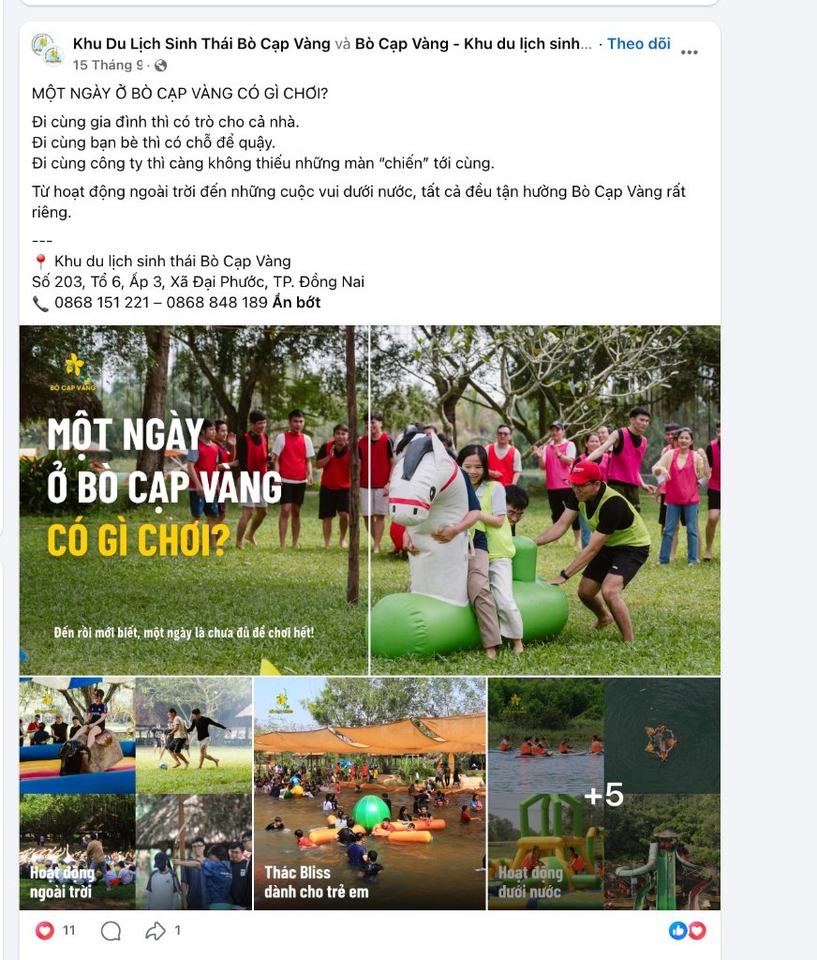 Khu Du Lịch Sinh Thái Bò Cạp Vàng và Bò Cạp Vàng - Khu du lịch sinh... · Theo dõi
15 Tháng 9 ·
MỘT NGÀY Ở BÒ CẠP VÀNG CÓ GÌ CHƠI?
Đi cùng gia đình thì có trò cho cả nhà.
Đi cùng bạn bè thì có chỗ để quậy.
Đi cùng công ty thì càng không thiếu những màn “chiến” tới cùng.
Từ hoạt động ngoài trời đến những cuộc vui dưới nước, tất cả đều tận hưởng Bò Cạp Vàng rất
riêng.
---
📍 Khu du lịch sinh thái Bò Cạp Vàng
Số 203, Tổ 6, Ấp 3, Xã Đại Phước, TP. Đồng Nai
📞 0868 151 221 – 0868 848 189 Ẩn bớt
BÒ CẠP VÀNG
MỘT NGÀY
Ở BÒ CẠP VÀNG
CÓ GÌ CHƠI?
Đến rồi mới biết, một ngày là chưa đủ để chơi hết!
Hoạt động
ngoài trời
Thác Bliss
dành cho trẻ em
Hoạt động
dưới nước
+5
11
1